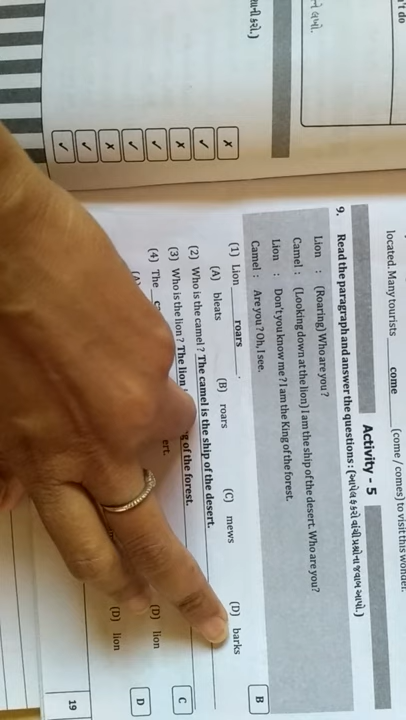 't do
located. Many tourists come (come / comes) to visit this wonder.
Activity - 5
9. Read the paragraph and answer the questions : (આપેલ ફકરો વાંચી પ્રશ્નોના જવાબ આપો.)
Lion : (Roaring) Who are you?
Camel : (Looking down at the lion) I am the ship of the desert. Who are you?
Lion : Don't you know me? I am the King of the forest.
Camel : Are you? Oh, I see.
(1) Lion roars .
(A) bleats (B) roars (C) mews (D) barks B
(2) Who is the camel? The camel is the ship of the desert.
(3) Who is the lion? The lion g of the forest.
(4) The ert.
(D) lion C
(D) lion D
19